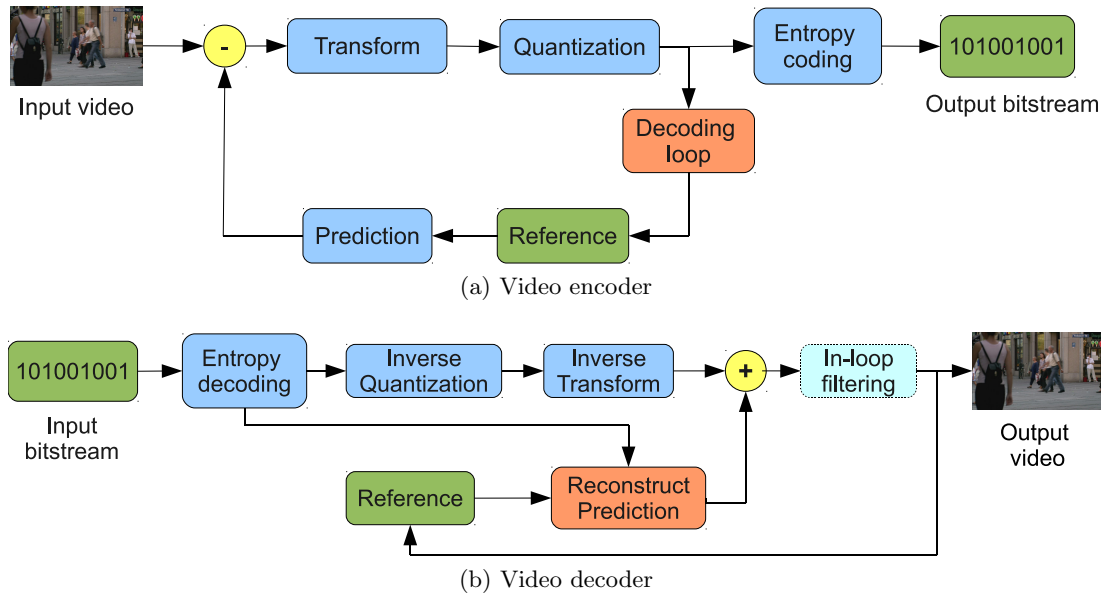 Transform
Quantization
Entropy
coding
101001001
Input video
Output bitstream
Decoding
loop
Prediction
Reference
(a) Video encoder
101001001
Entropy
decoding
Inverse
Quantization
Inverse
Transform
+
In-loop
filtering
Input
bitstream
Output
video
Reference
Reconstruct
Prediction
(b) Video decoder
-